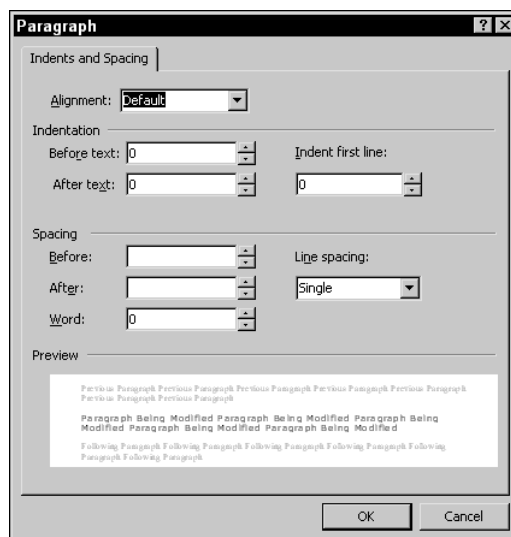 Paragraph
Indents and Spacing
Alignment: Default
Indentation
Before text: 0 Indent first line:
After text: 0 0
Spacing
Before: Line spacing:
After: Single
Word: 0
Preview
Previous Paragraph Previous Paragraph Previous Paragraph Previous Paragraph Previous Paragraph
Previous Paragraph Previous Paragraph
Paragraph Being Modified Paragraph Being Modified Paragraph Being
Modified Paragraph Being Modified Paragraph Being Modified
Following Paragraph Following Paragraph Following Paragraph Following Paragraph Following
Paragraph Following Paragraph
OK Cancel